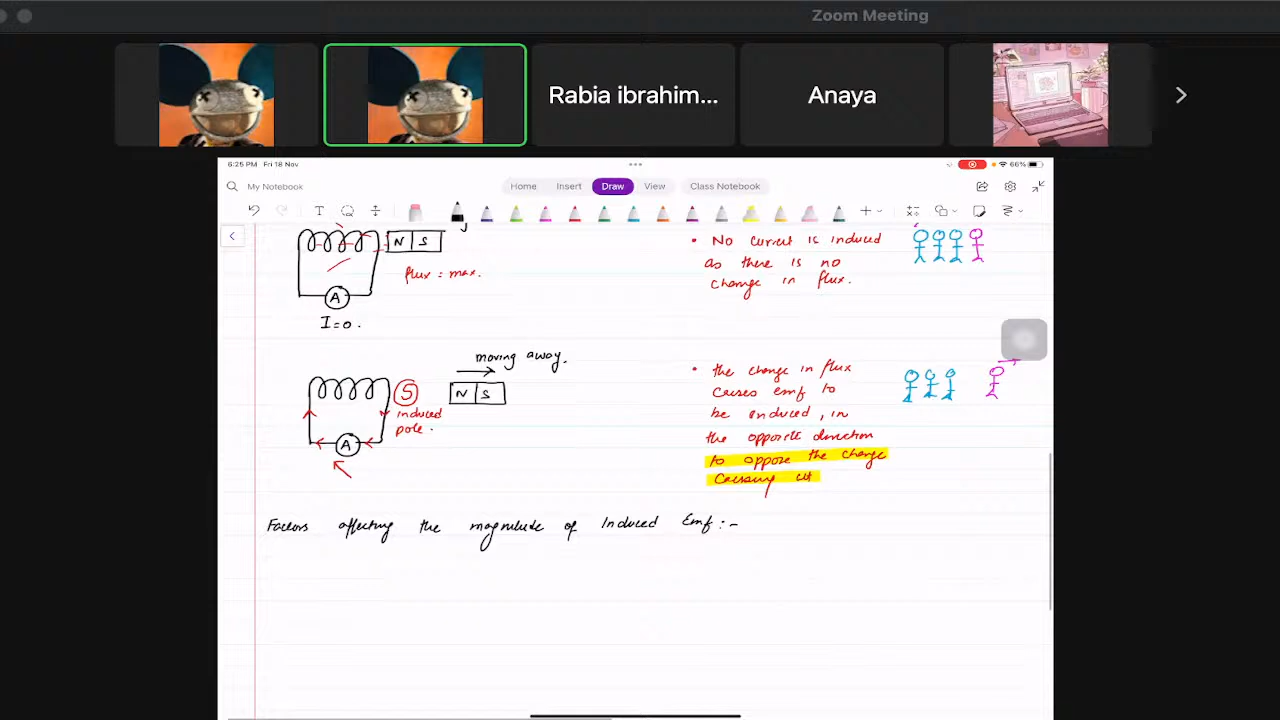 Zoom Meeting
Rabia ibrahim...
Anaya
6:25 PM Fri 18 Nov
66%
My Notebook
Home Insert Draw View Class Notebook
N S
flux = max.
A
I=0.
• No current is induced
as there is no
change in flux.
moving away.
N S
S
induced
pole.
A
• the change in flux
causes emf to
be induced, in
the opposite direction
to oppose the change
causing it
Factors affecting the magnitude of Induced Emf:-